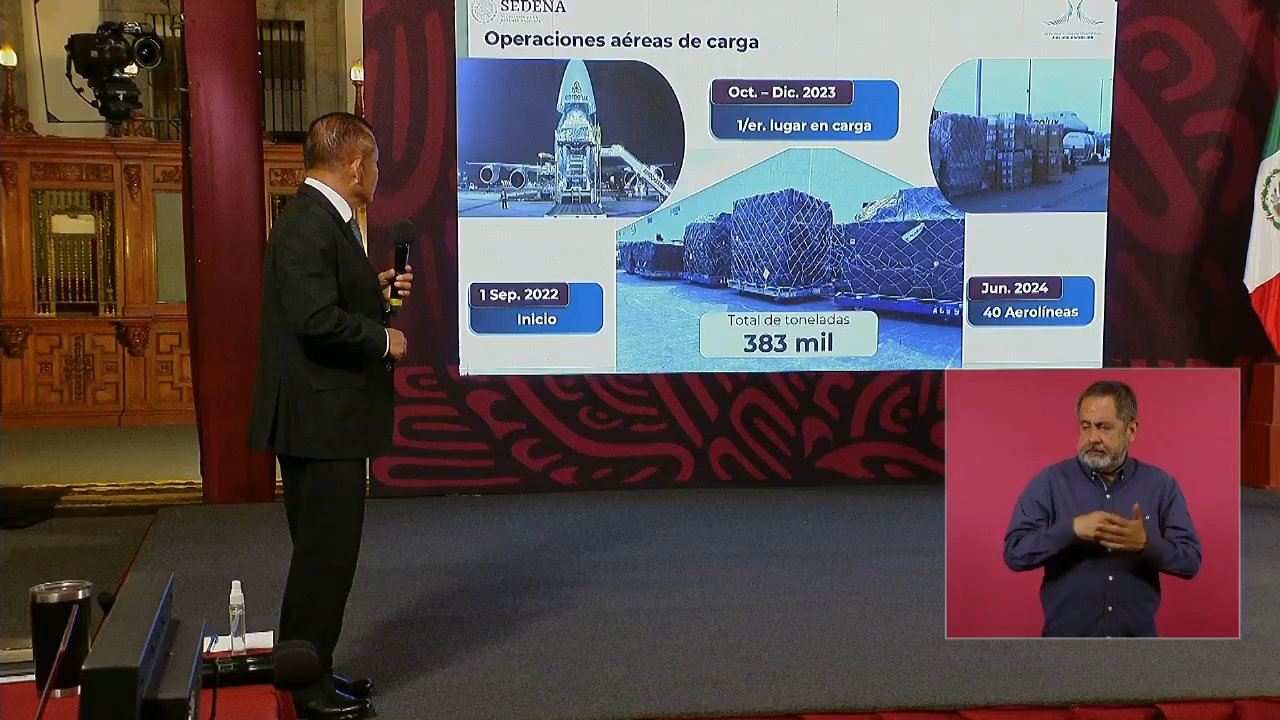 SEDENA
Operaciones aéreas de carga
Oct. – Dic. 2023
1/er. lugar en carga
1 Sep. 2022
Inicio
Jun. 2024
40 Aerolíneas
Total de toneladas
383 mil